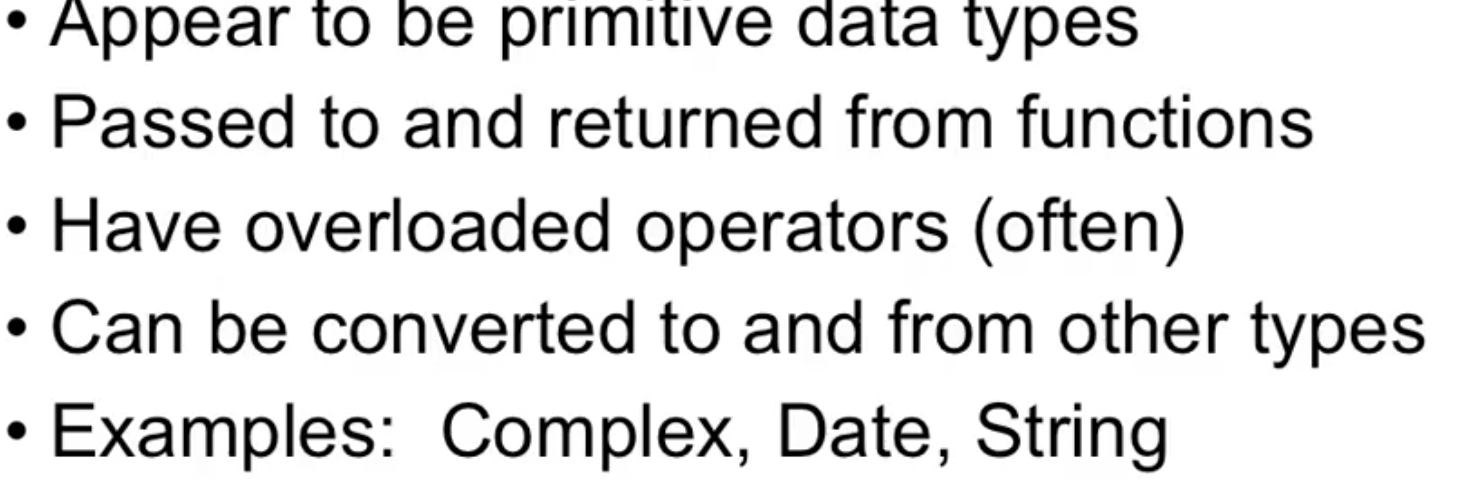 • Appear to be primitive data types
• Passed to and returned from functions
• Have overloaded operators (often)
• Can be converted to and from other types
• Examples:  Complex, Date, String